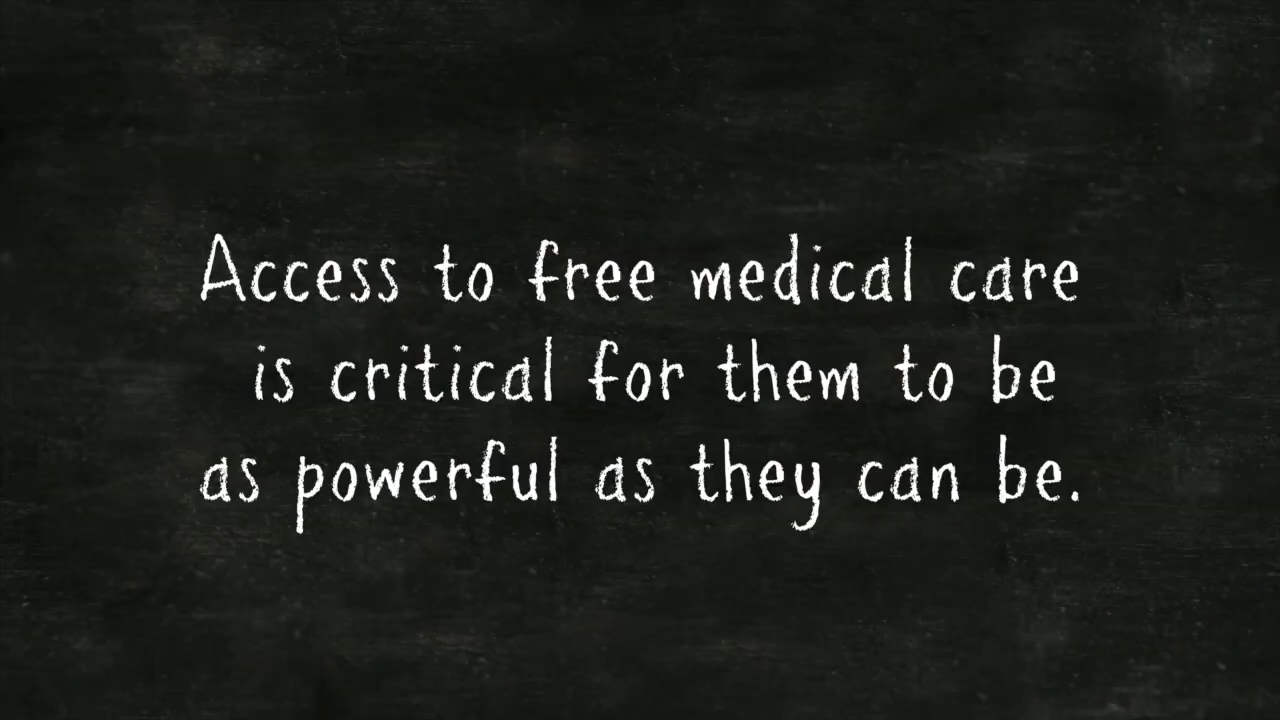 Access to free medical care
is critical for them to be
as powerful as they can be.